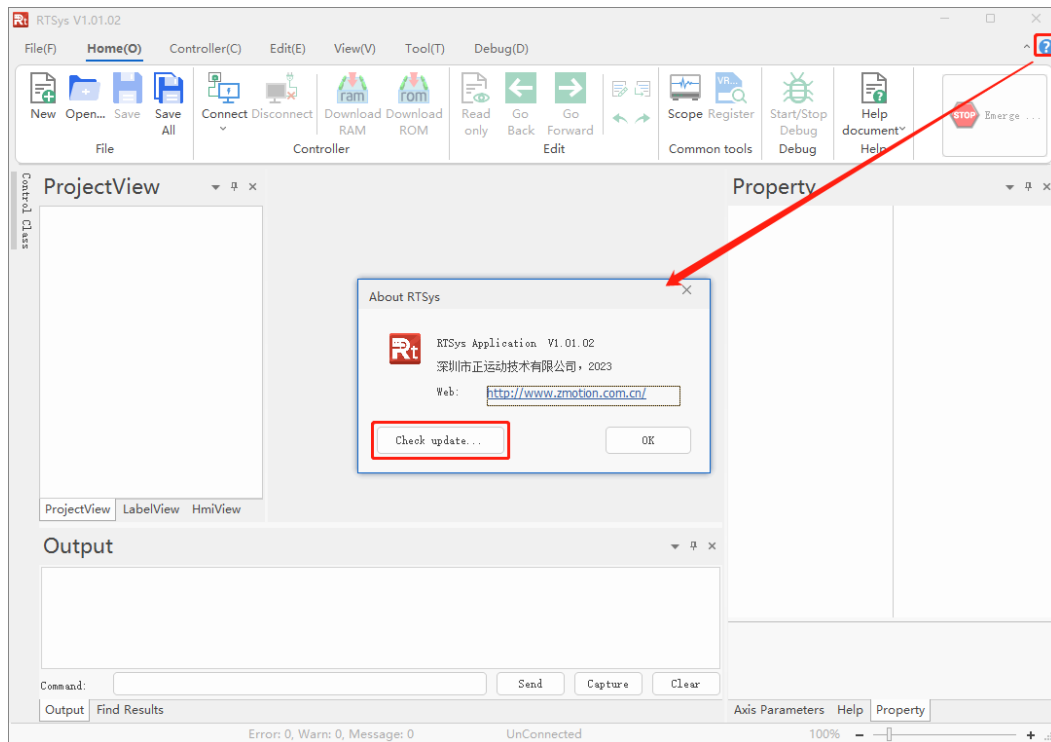 RTSys V1.01.02
File(F) Home(O) Controller(C) Edit(E) View(V) Tool(T) Debug(D)
New Open... Save Save All Connect Disconnect Download RAM Download ROM Read only Go Back Go Forward Scope Register Start/Stop Debug Help document
ram rom VR... STOP Emerge ...
File Controller Edit Common tools Debug Help
Control Class
ProjectView
Property
About RTSys
Rt
RTSys Application V1.01.02
深圳市正运动技术有限公司，2023
Web: http://www.zmotion.com.cn/
Check update... OK
ProjectView LabelView HmiView
Output
Command: Send Capture Clear
Output Find Results
Axis Parameters Help Property
Error: 0, Warn: 0, Message: 0 UnConnected 100%